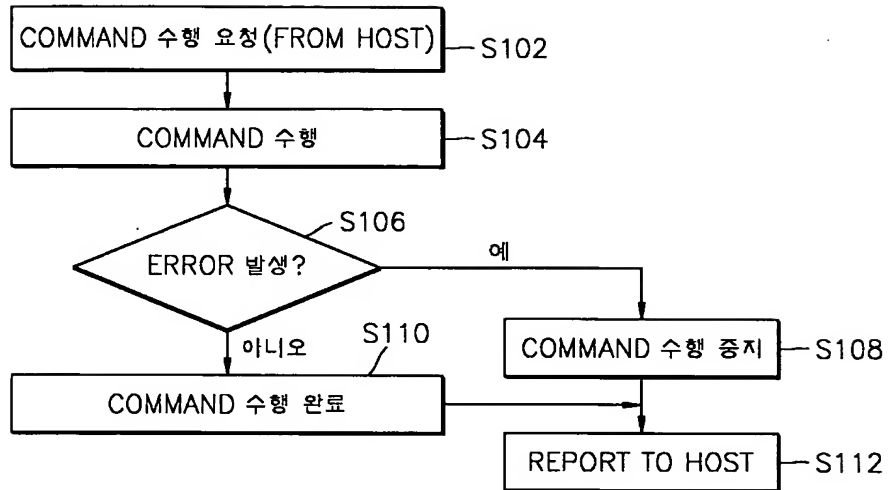 COMMAND 수행 요청(FROM HOST)
S102
COMMAND 수행
S104
S106
ERROR 발생?
예
아니오
S110
COMMAND 수행 중지
S108
COMMAND 수행 완료
REPORT TO HOST
S112